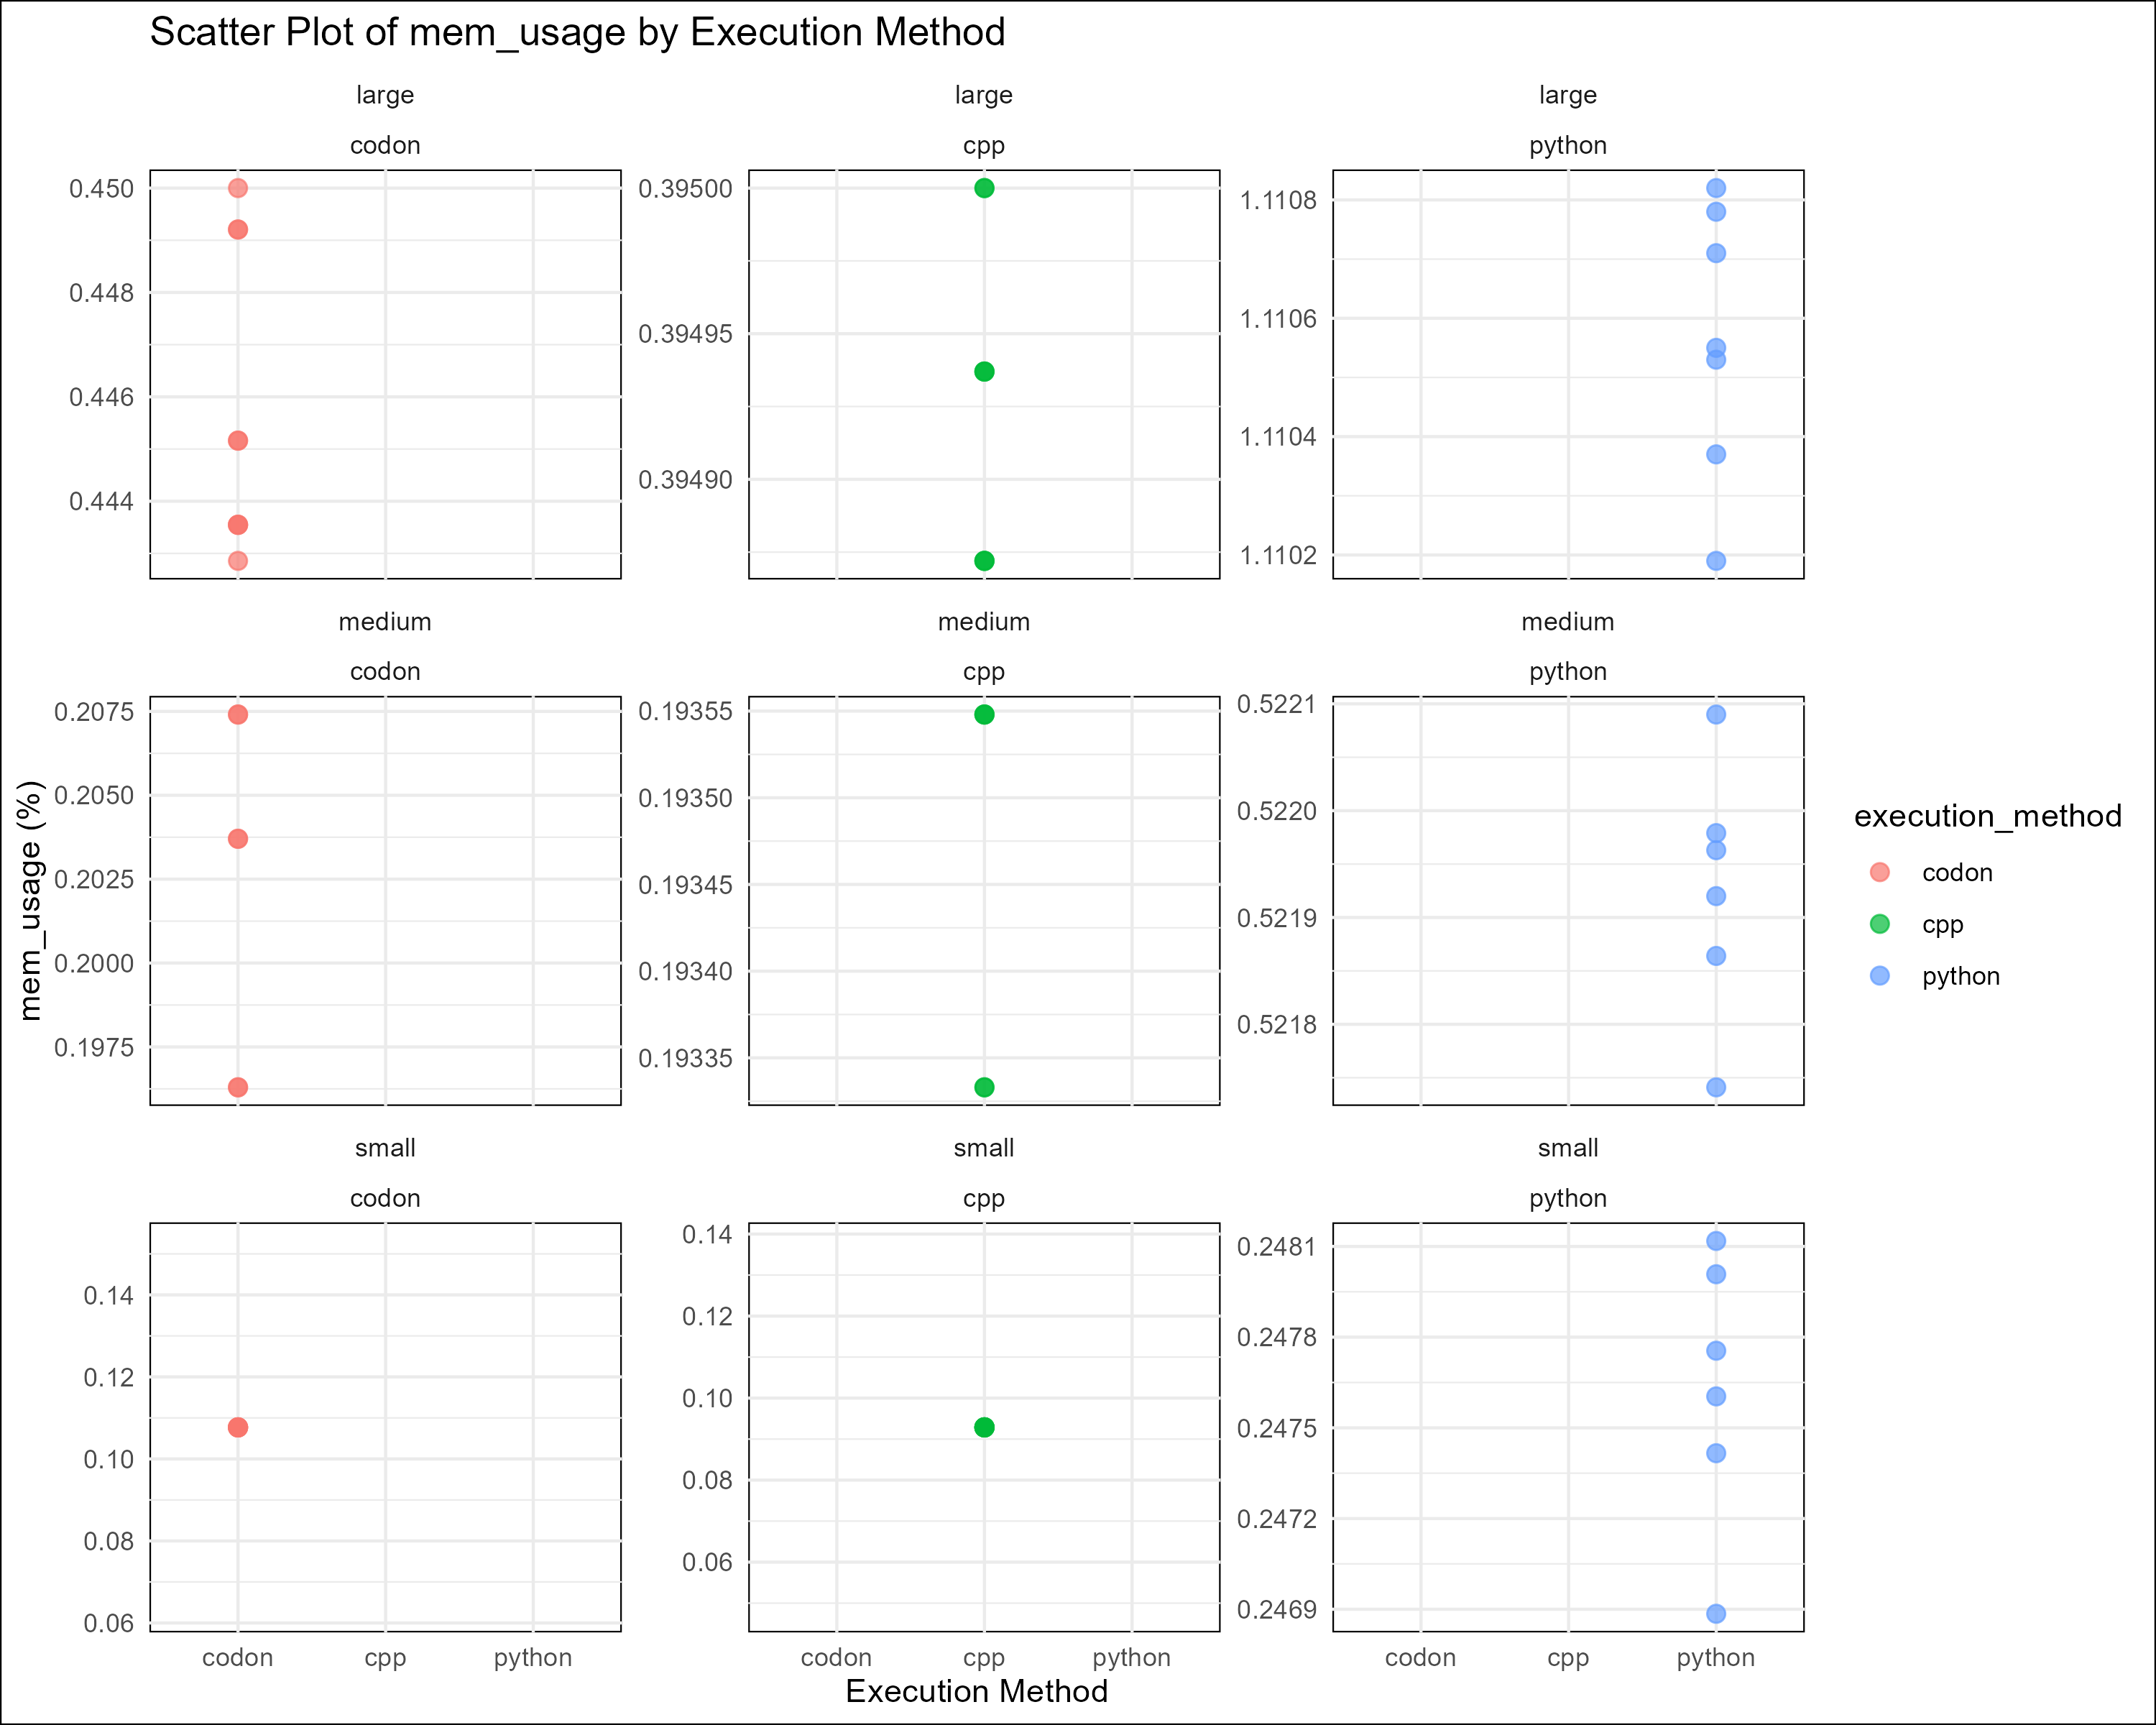 Scatter Plot of mem_usage by Execution Method
large
codon
0.450
0.448
0.446
0.444
large
cpp
0.39500
0.39495
0.39490
large
python
1.1108
1.1106
1.1104
1.1102
medium
codon
0.2075
0.2050
0.2025
0.2000
0.1975
medium
cpp
0.19355
0.19350
0.19345
0.19340
0.19335
medium
python
0.5221
0.5220
0.5219
0.5218
small
codon
0.14
0.12
0.10
0.08
0.06
small
cpp
0.14
0.12
0.10
0.08
0.06
small
python
0.2481
0.2478
0.2475
0.2472
0.2469
codon cpp python
codon cpp python
codon cpp python
Execution Method
mem_usage (%)
execution_method
codon
cpp
python